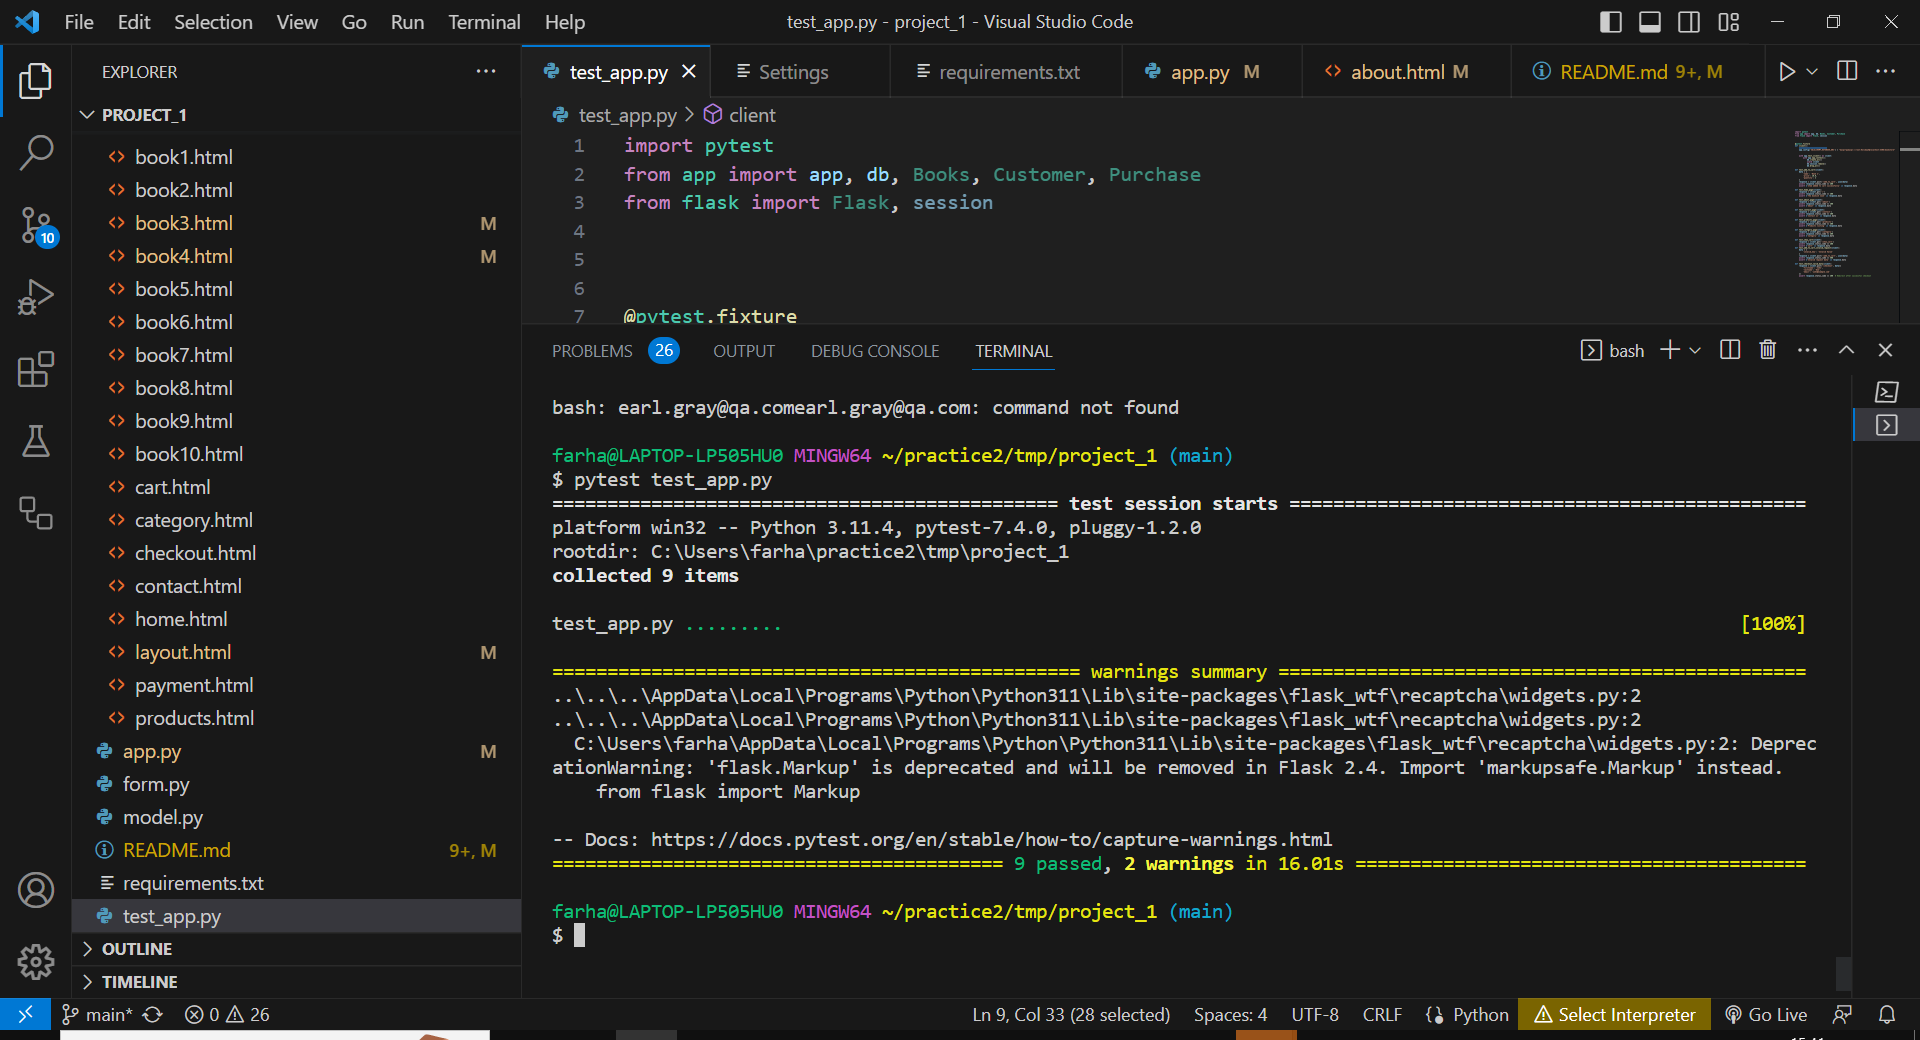 File Edit Selection View Go Run Terminal Help
test_app.py - project_1 - Visual Studio Code
EXPLORER
PROJECT_1
book1.html
book2.html
book3.html M
book4.html M
book5.html
book6.html
book7.html
book8.html
book9.html
book10.html
cart.html
category.html
checkout.html
contact.html
home.html
layout.html M
payment.html
products.html
app.py M
form.py
model.py
README.md 9+, M
requirements.txt
test_app.py
OUTLINE
TIMELINE
10
test_app.py Settings requirements.txt app.py M about.html M README.md 9+, M
test_app.py > client
1 import pytest
2 from app import app, db, Books, Customer, Purchase
3 from flask import Flask, session
4
5
6
7 @pytest.fixture
PROBLEMS 26 OUTPUT DEBUG CONSOLE TERMINAL bash
bash: earl.gray@qa.comearl.gray@qa.com: command not found
farha@LAPTOP-LP505HU0 MINGW64 ~/practice2/tmp/project_1 (main)
$ pytest test_app.py
============================================== test session starts ===============================================
platform win32 -- Python 3.11.4, pytest-7.4.0, pluggy-1.2.0
rootdir: C:\Users\farha\practice2\tmp\project_1
collected 9 items
test_app.py ......... [100%]
================================================ warnings summary ================================================
..\..\..\AppData\Local\Programs\Python\Python311\Lib\site-packages\flask_wtf\recaptcha\widgets.py:2
..\..\..\AppData\Local\Programs\Python\Python311\Lib\site-packages\flask_wtf\recaptcha\widgets.py:2
C:\Users\farha\AppData\Local\Programs\Python\Python311\Lib\site-packages\flask_wtf\recaptcha\widgets.py:2: Deprec
ationWarning: 'flask.Markup' is deprecated and will be removed in Flask 2.4. Import 'markupsafe.Markup' instead.
from flask import Markup
-- Docs: https://docs.pytest.org/en/stable/how-to/capture-warnings.html
========================================= 9 passed, 2 warnings in 16.01s =========================================
farha@LAPTOP-LP505HU0 MINGW64 ~/practice2/tmp/project_1 (main)
$
main* 0 26 Ln 9, Col 33 (28 selected) Spaces: 4 UTF-8 CRLF Python Select Interpreter Go Live